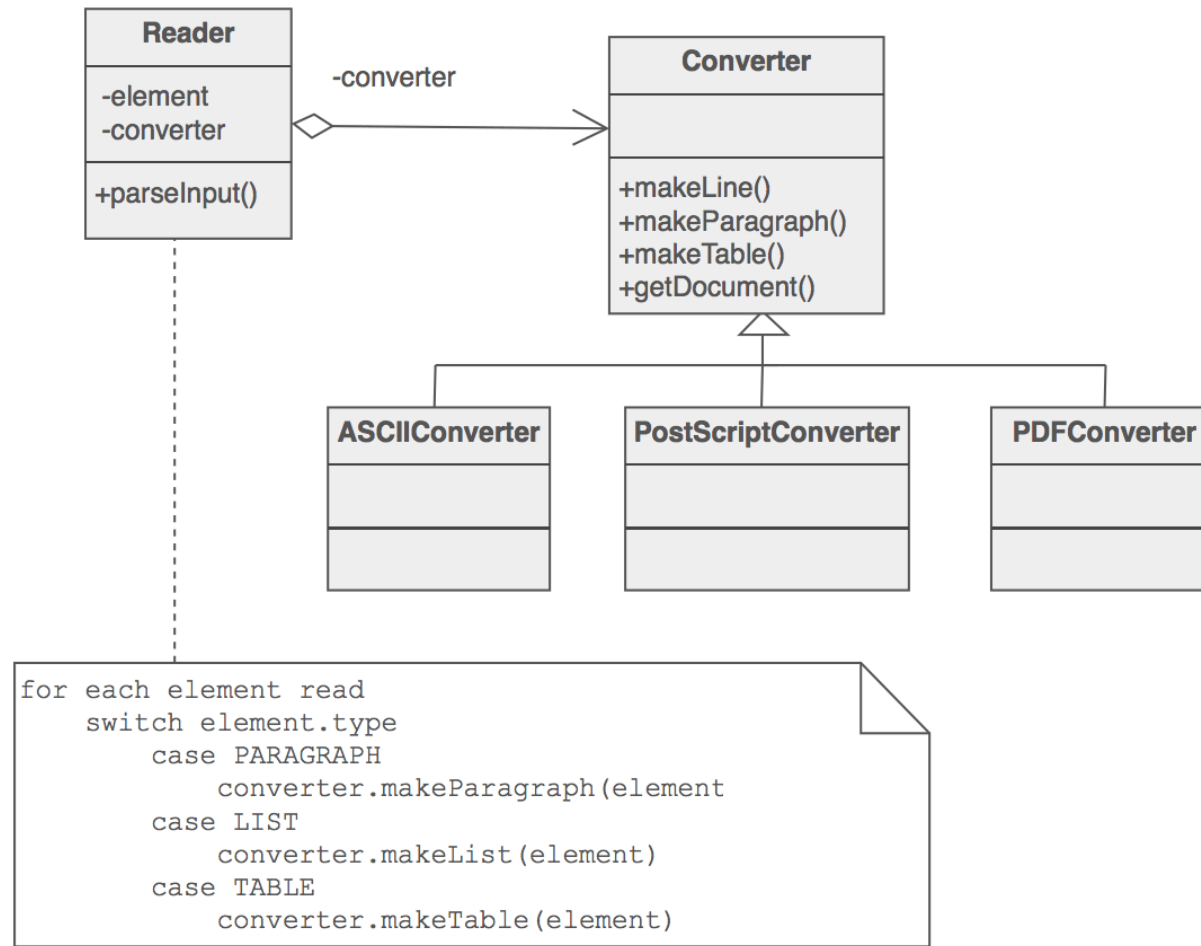 Reader
-element
-converter
+parseInput()
-converter
Converter
+makeLine()
+makeParagraph()
+makeTable()
+getDocument()
ASCIIConverter
PostScriptConverter
PDFConverter
for each element read
    switch element.type
        case PARAGRAPH
            converter.makeParagraph(element
        case LIST
            converter.makeList(element)
        case TABLE
            converter.makeTable(element)